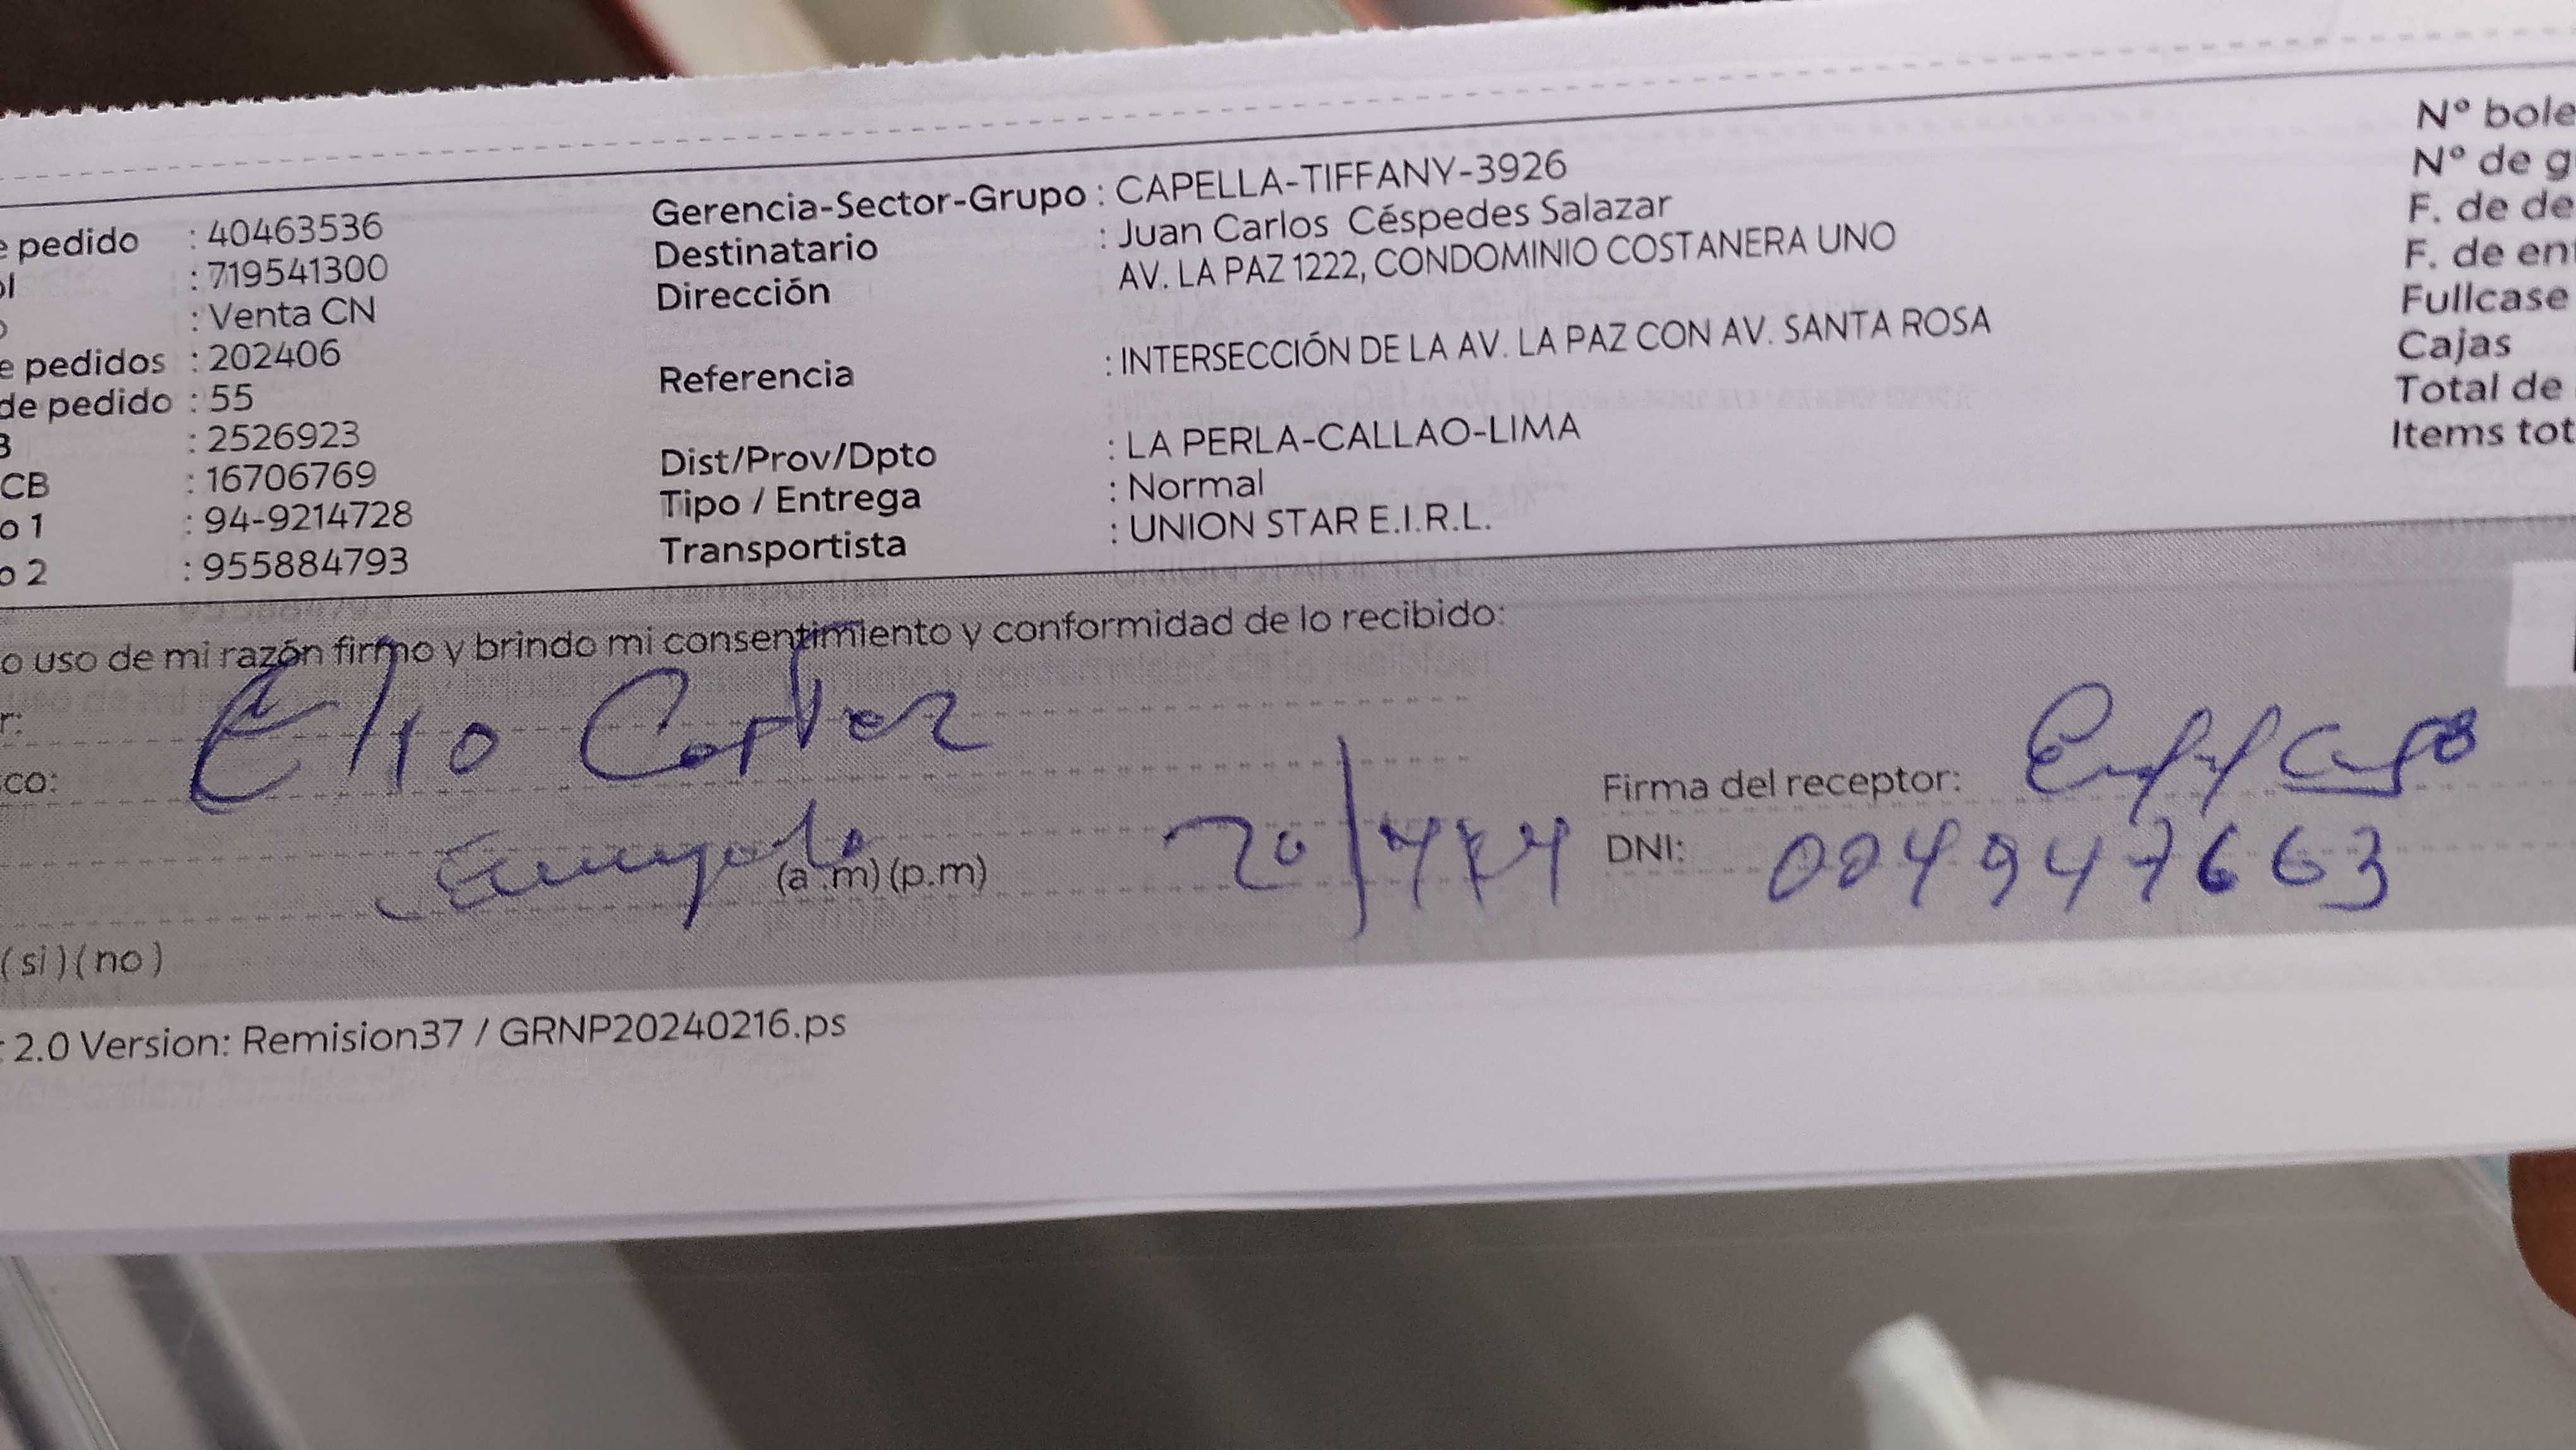 e pedido : 40463536
ol : 719541300
o : Venta CN
e pedidos : 202406
de pedido : 55
3 : 2526923
CB : 16706769
o 1 : 94-9214728
o 2 : 955884793
Gerencia-Sector-Grupo : CAPELLA-TIFFANY-3926
Destinatario : Juan Carlos Céspedes Salazar
Dirección AV. LA PAZ 1222, CONDOMINIO COSTANERA UNO
Referencia : INTERSECCIÓN DE LA AV. LA PAZ CON AV. SANTA ROSA
Dist/Prov/Dpto : LA PERLA-CALLAO-LIMA
Tipo / Entrega : Normal
Transportista : UNION STAR E.I.R.L.
Nº bole
Nº de g
F. de de
F. de en
Fullcase
Cajas
Total de
Items tot
o uso de mi razón firmo y brindo mi consentimiento y conformidad de lo recibido:
r: Elio Cortez
co:
(a .m) (p.m)
Firma del receptor:
DNI: 004947663
(si) (no)
: 2.0 Version: Remision37 / GRNP20240216.ps